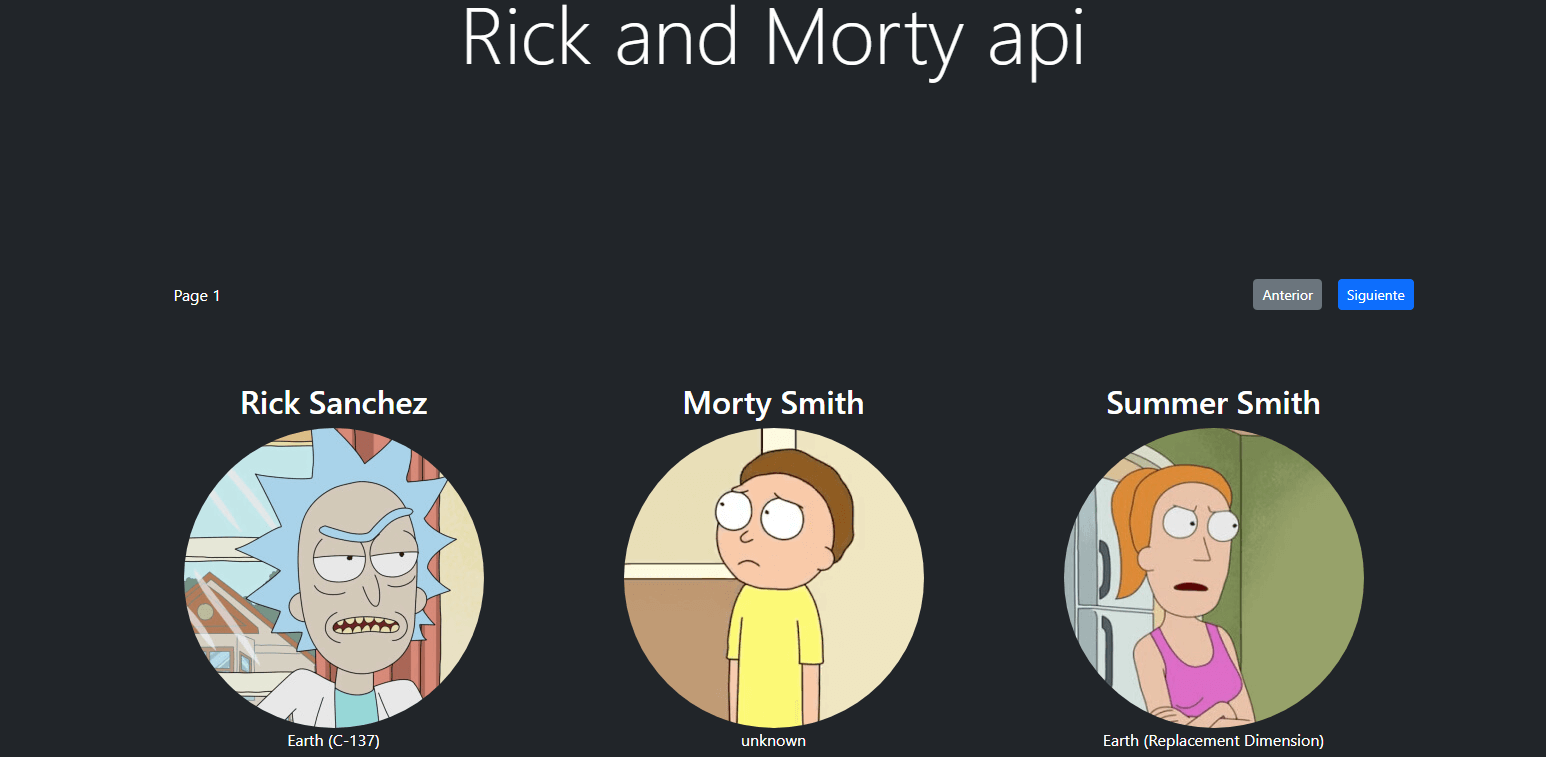 Rick and Morty api
Page 1
Anterior
Siguiente
Rick Sanchez
Morty Smith
Summer Smith
Earth (C-137)
unknown
Earth (Replacement Dimension)